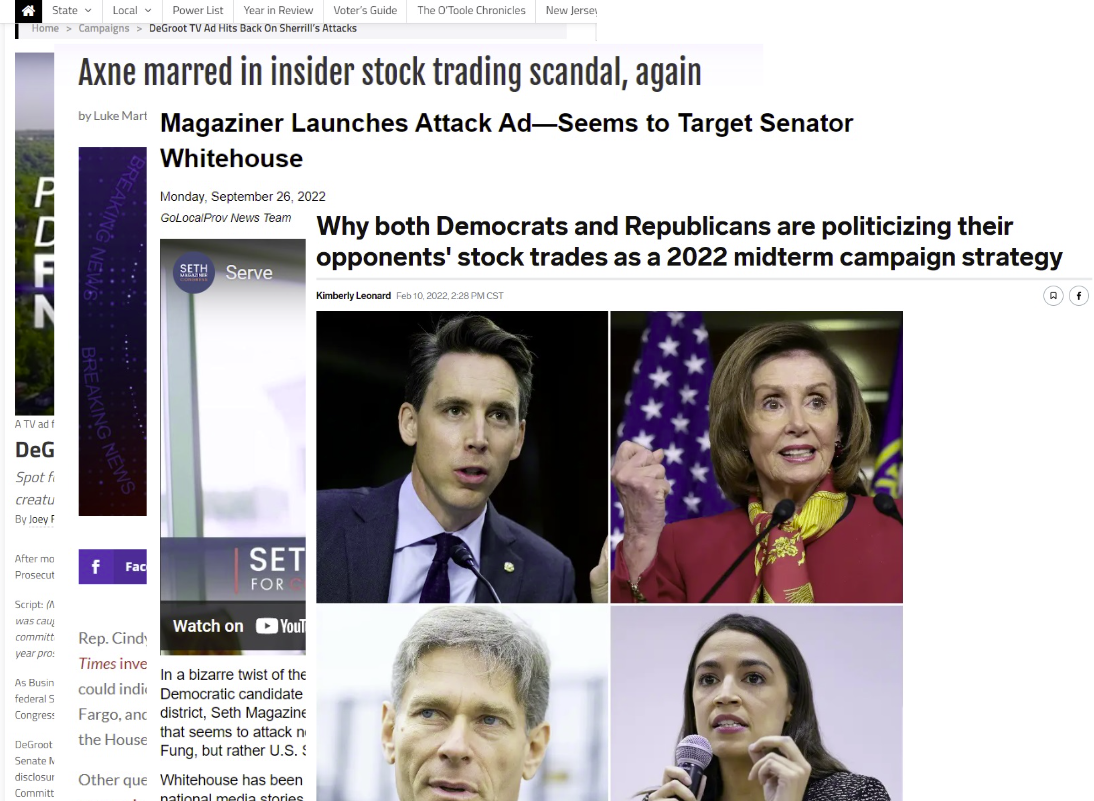 State
Local
Power List
Year in Review
Voter's Guide
The O'Toole Chronicles
New Jersey
Home > Campaigns > DeGroot TV Ad Hits Back On Sherrill's Attacks
Axne marred in insider stock trading scandal, again
by Luke Mart
Magaziner Launches Attack Ad—Seems to Target Senator
Whitehouse
Monday, September 26, 2022
GoLocalProv News Team
Why both Democrats and Republicans are politicizing their
opponents' stock trades as a 2022 midterm campaign strategy
Kimberly Leonard Feb 10, 2022, 2:28 PM CST
BREAKING NEWS
BREAKING NEWS
SETH
MAGAZINER
Serve
SET
FOR
Watch on YouT
A TV ad f
DeG
Spot f
creatu
By Joey
After mo
Prosecut
Script:
was caug
committ
year pros
As Busin
federal S
Congress
DeGroot
Senate M
disclosur
Committ
f Fac
Rep. Cindy
Times inve
could indi
Fargo, and
the House
Other que
In a bizarre twist of the
Democratic candidate
district, Seth Magazine
that seems to attack n
Fung, but rather U.S. S
Whitehouse has been
national media stories